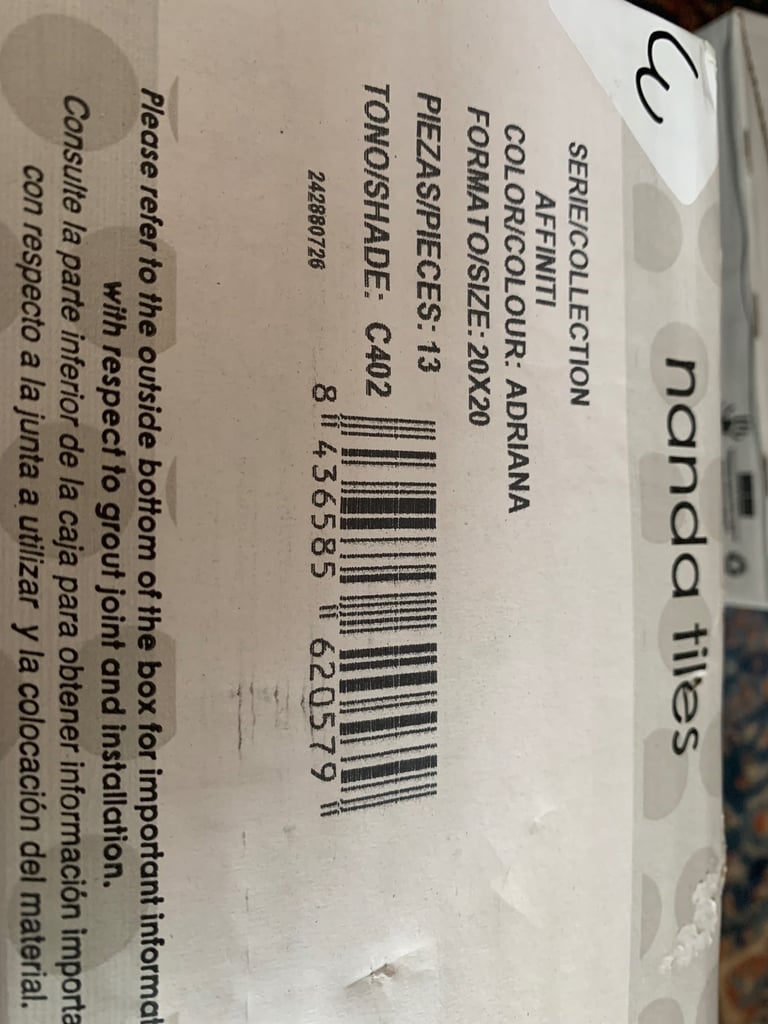 nanda tiles
SERIE/COLLECTION
AFFINITI
COLOR/COLOUR: ADRIANA
FORMATO/SIZE: 20X20
PIEZAS/PIECES: 13
TONO/SHADE: C402
242880726
8 436585 620579
Please refer to the outside bottom of the box for important informat
with respect to grout joint and installation.
Consulte la parte inferior de la caja para obtener información importa
con respecto a la junta a utilizar y la colocación del material.